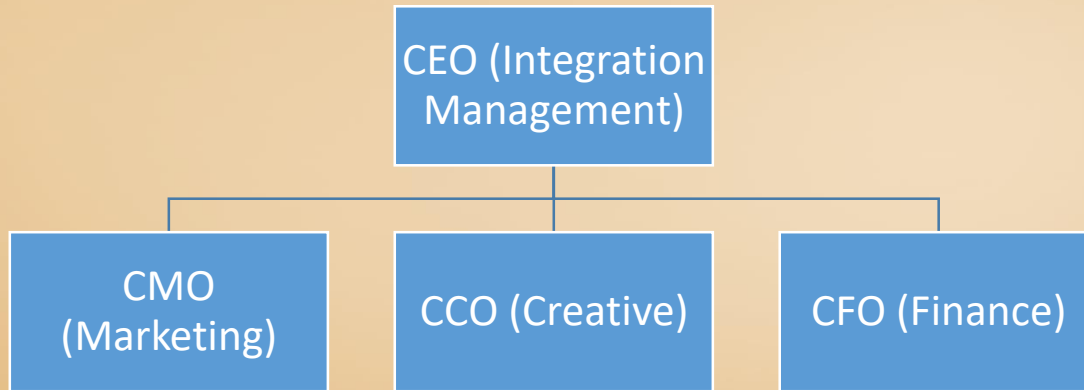 CEO (Integration
Management)
CMO
(Marketing)
CCO (Creative)
CFO (Finance)